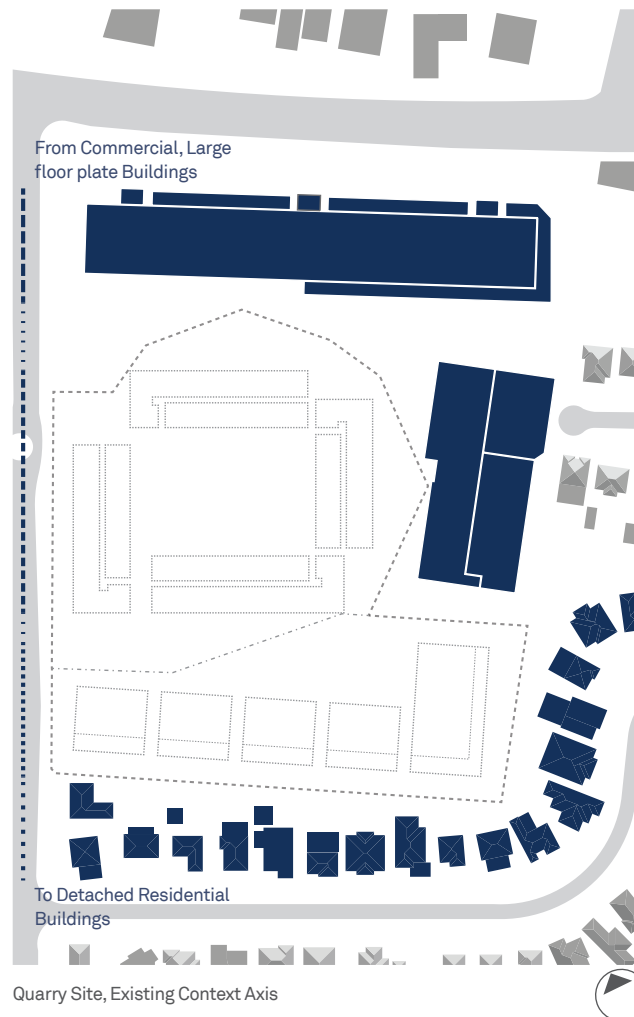 From Commercial, Large
floor plate Buildings
To Detached Residential
Buildings
Quarry Site, Existing Context Axis